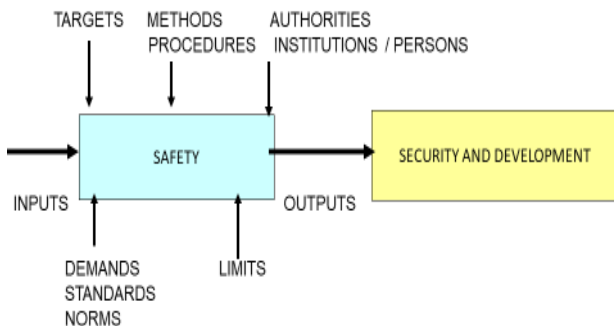 TARGETS
METHODS
PROCEDURES
AUTHORITIES
INSTITUTIONS / PERSONS
SAFETY
SECURITY AND DEVELOPMENT
INPUTS
OUTPUTS
DEMANDS
STANDARDS
NORMS
LIMITS